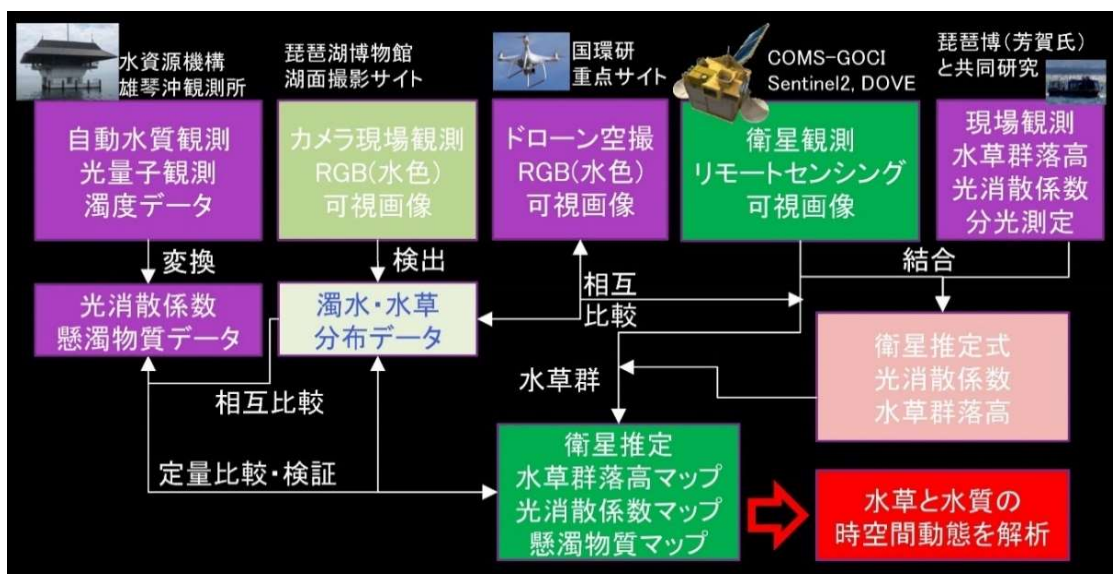 水資源機構
雄琴沖観測所
琵琶湖博物館
湖面撮影サイト
国環研
重点サイト
COMS-GOCI
Sentinel2, DOVE
琵琶博(芳賀氏)
と共同研究
自動水質観測
光量子観測
濁度データ
カメラ現場観測
RGB(水色)
可視画像
ドローン空撮
RGB(水色)
可視画像
衛星観測
リモートセンシング
可視画像
現場観測
水草群落高
光消散係数
分光測定
変換
検出
相互
比較
結合
光消散係数
懸濁物質データ
濁水・水草
分布データ
衛星推定式
光消散係数
水草群落高
相互比較
水草群
定量比較・検証
衛星推定
水草群落高マップ
光消散係数マップ
懸濁物質マップ
水草と水質の
時空間動態を解析